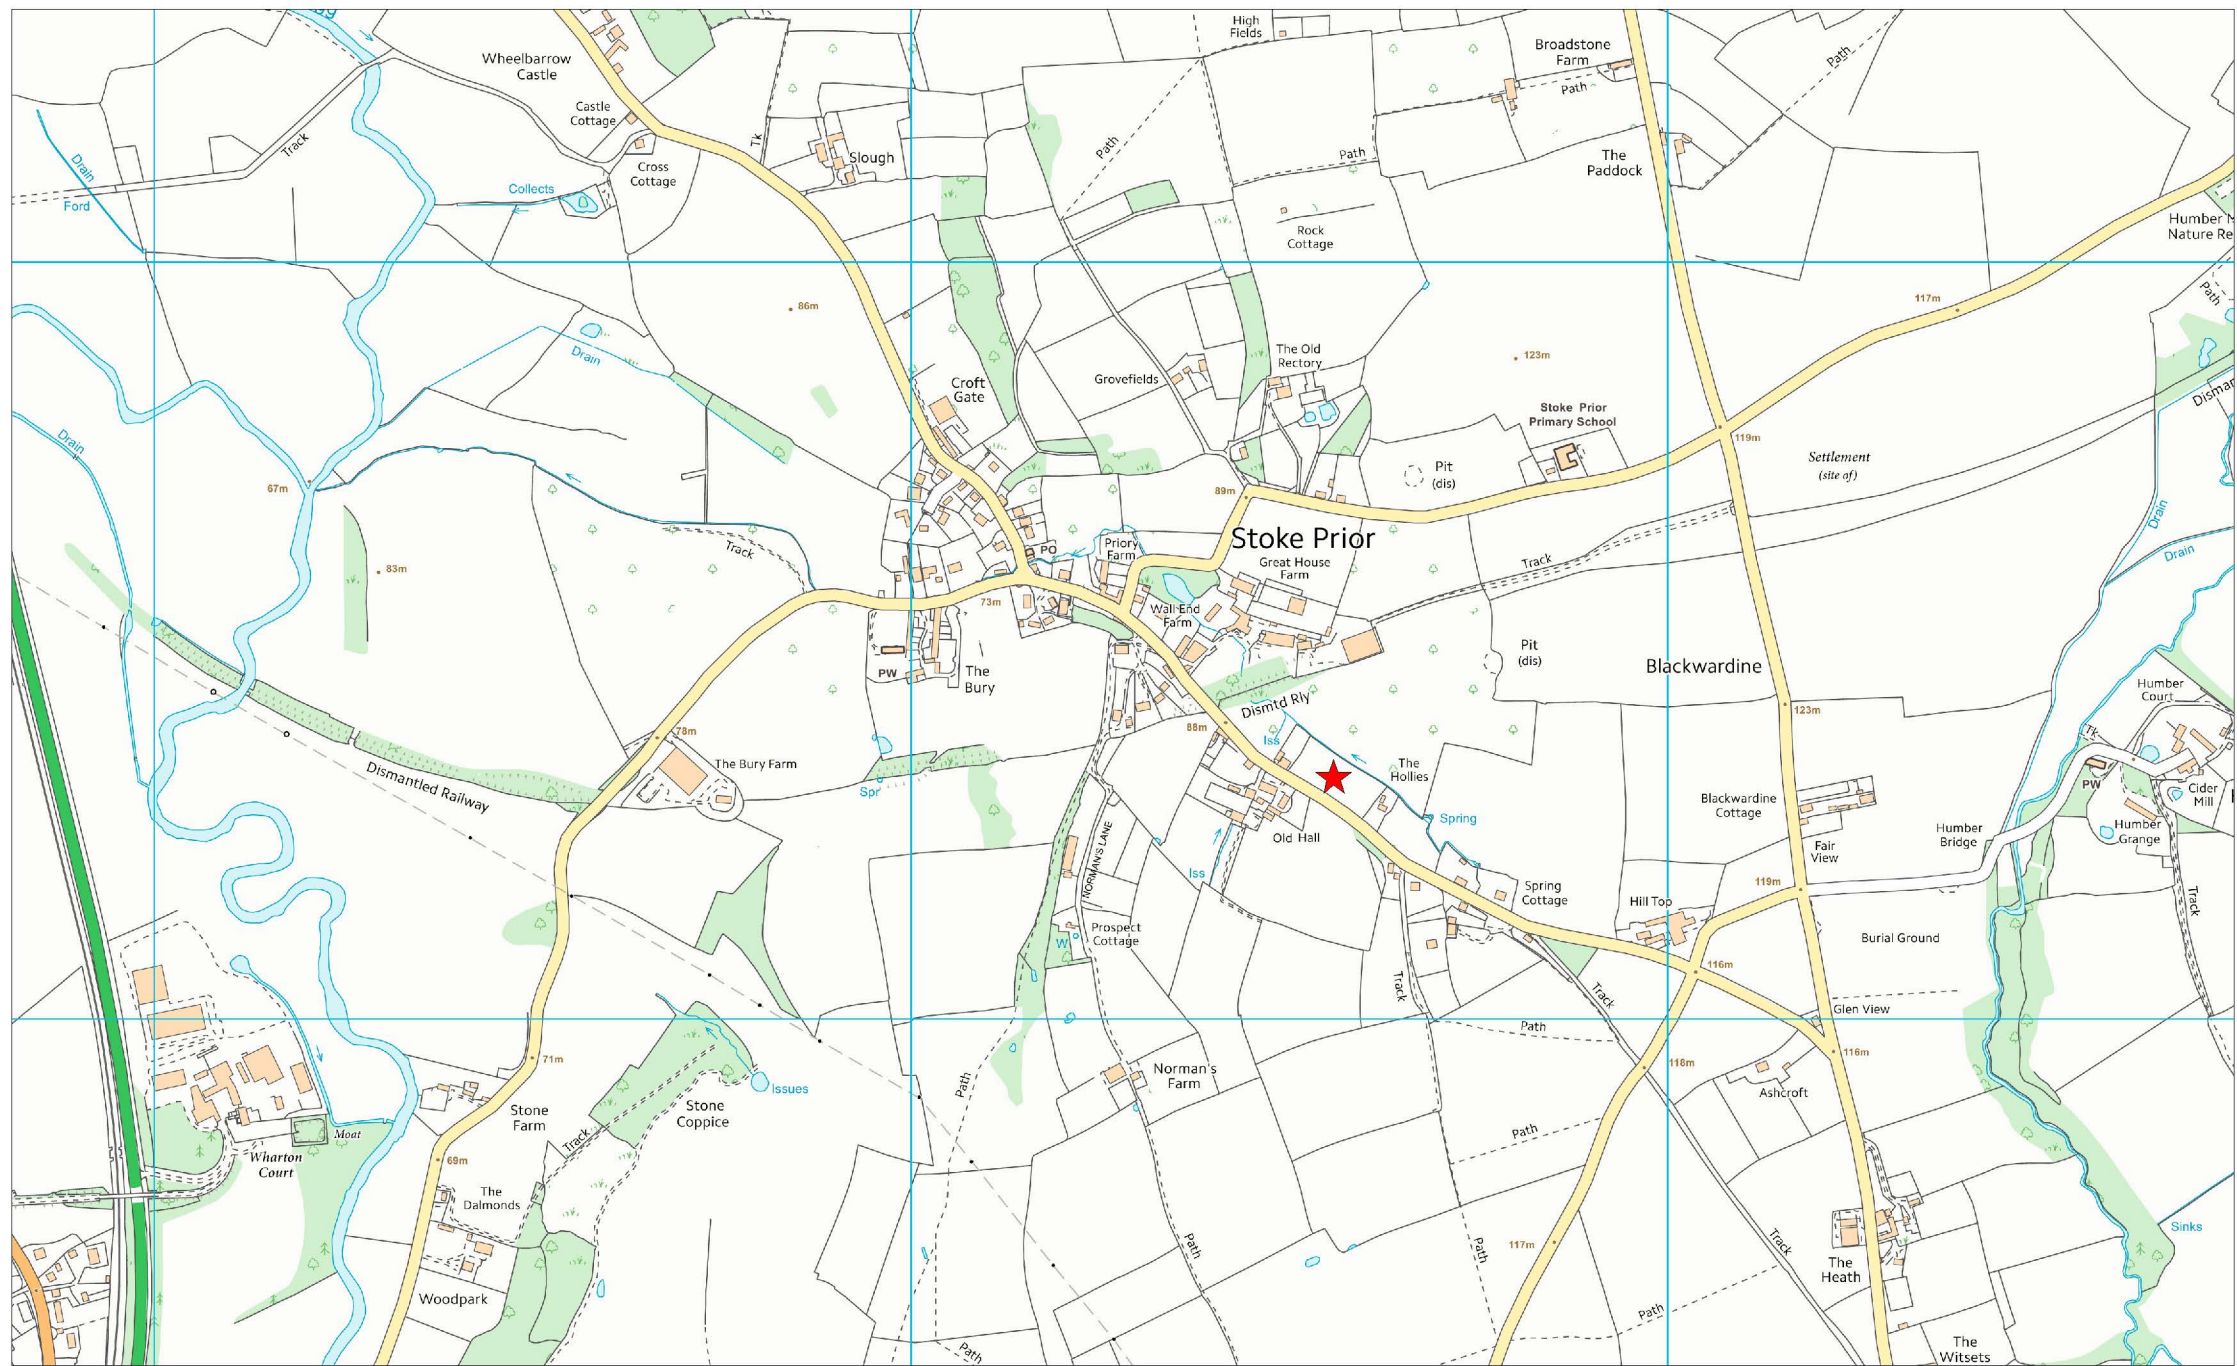 High
Fields
Broadstone
Farm
Path
Path
Wheelbarrow
Castle
Castle
Cottage
Track
Tk
Slough
Path
Path
The
Paddock
Cross
Cottage
Drain
Ford
Collects
Rock
Cottage
Humber
Nature Re
Path
86m
117m
Drain
123m
The Old
Rectory
Grovefields
Croft
Gate
Stoke Prior
Primary School
119m
Disman
Settlement
(site of)
Drain
Pit
(dis)
67m
89m
Drain
Drain
Track
PO
Priory
Farm
Stoke Prior
Great House
Farm
Track
83m
73m
Wall End
Farm
Pit
(dis)
Blackwardine
PW
The
Bury
Humber
Court
Dismtd Rly
123m
78m
88m
Iss
Tk
The Bury Farm
The
Hollies
PW
Cider
Mill
Dismantled Railway
Spr
Blackwardine
Cottage
Spring
Humber
Bridge
Humber
Grange
Old Hall
Fair
View
NORMAN'S LANE
Iss
119m
Spring
Cottage
Hill Top
Track
Prospect
Cottage
W
Burial Ground
116m
Track
Track
Glen View
Path
71m
116m
118m
Norman's
Farm
Issues
Path
Ashcroft
Stone
Farm
Stone
Coppice
Moat
Track
Path
Wharton
Court
69m
The
Dalmonds
Sinks
Path
Path
117m
Track
The
Heath
Woodpark
Path
Path
The
Witsets